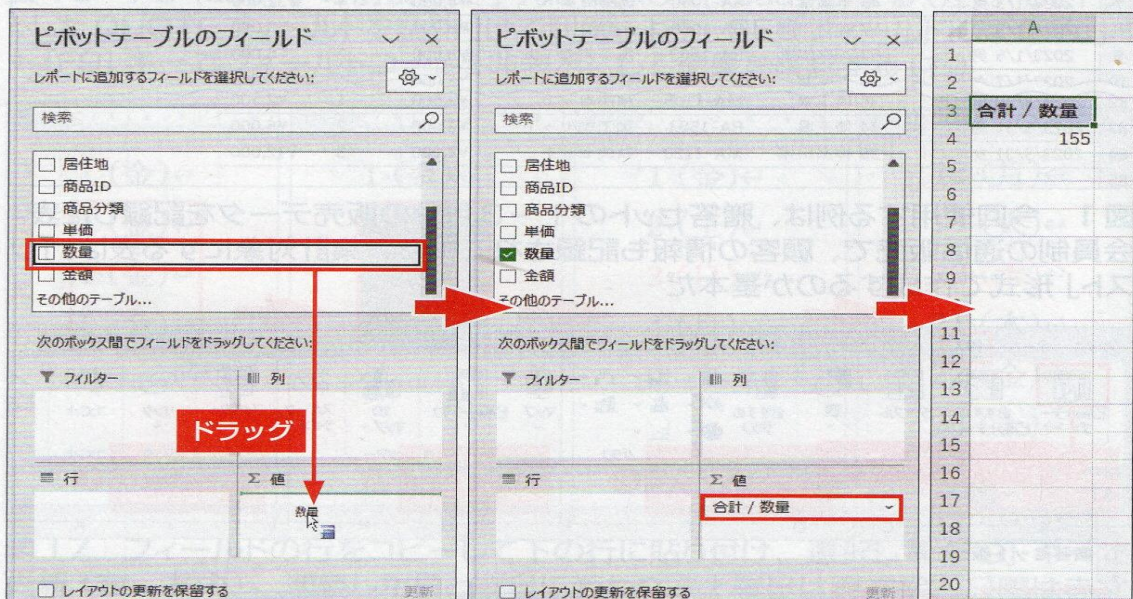 ピボットテーブルのフィールド
レポートに追加するフィールドを選択してください:
検索
居住地
商品ID
商品分類
単価
数量
金額
その他のテーブル...
次のボックス間でフィールドをドラッグしてください:
フィルター
列
ドラッグ
行
Σ 値
数量
レイアウトの更新を保留する
更新
ピボットテーブルのフィールド
レポートに追加するフィールドを選択してください:
検索
居住地
商品ID
商品分類
単価
数量
金額
その他のテーブル...
次のボックス間でフィールドをドラッグしてください:
フィルター
列
行
Σ 値
合計 / 数量
レイアウトの更新を保留する
更新
A
1
2
3 合計 / 数量
4 155
5
6
7
8
9
11
12
13
14
15
16
17
18
19
20